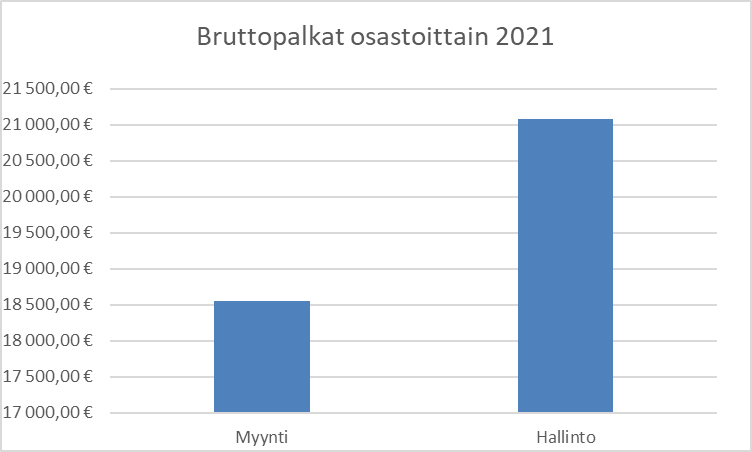 Bruttopalkat osastoittain 2021
21 500,00 €
21 000,00 €
20 500,00 €
20 000,00 €
19 500,00 €
19 000,00 €
18 500,00 €
18 000,00 €
17 500,00 €
17 000,00 €
Myynti
Hallinto